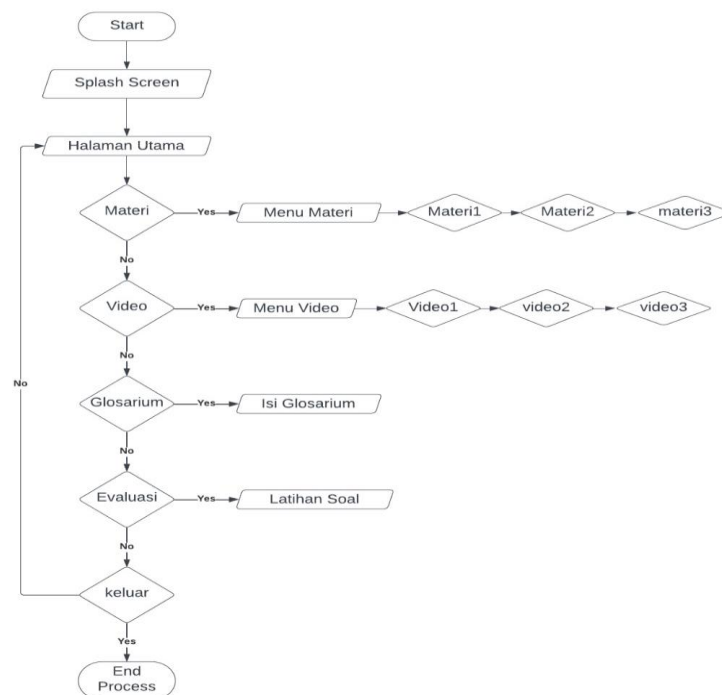 Start
Splash Screen
Halaman Utama
Materi
Yes
Menu Materi
Materi1
Materi2
materi3
No
Video
Yes
Menu Video
Video1
video2
video3
No
No
Glosarium
Yes
Isi Glosarium
No
Evaluasi
Yes
Latihan Soal
No
keluar
Yes
End
Process